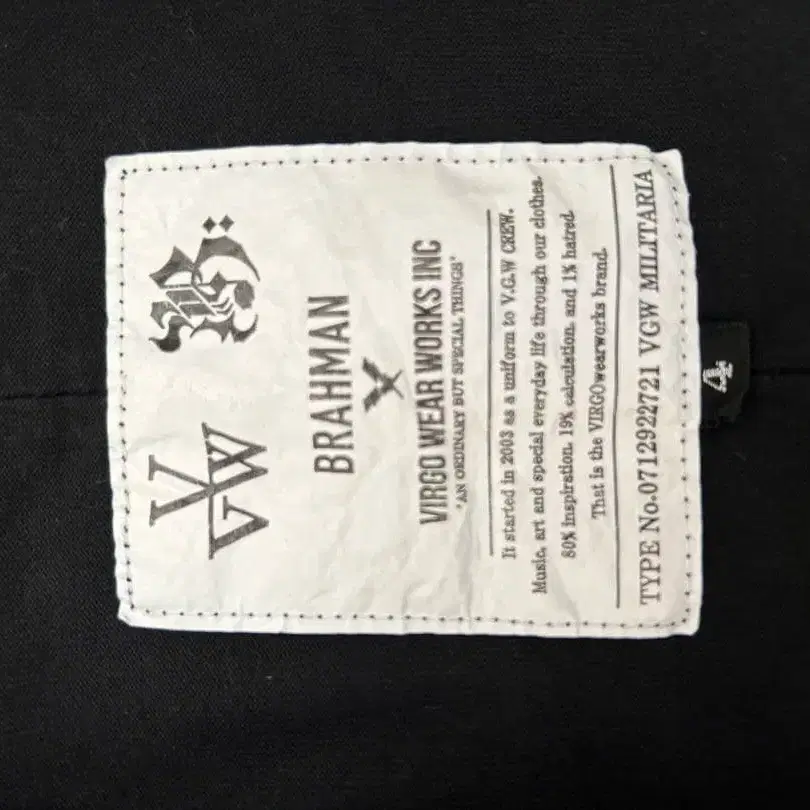 VGW B
BRAHMAN
X
VIRGO WEAR WORKS INC
"AN ORDINARY BUT SPECIAL THINGS"
It started in 2003 as a uniform to V.G.W CREW.
Music, art and special everyday life through our clothes.
80% inspiration. 19% calculation. and 1% hatred.
That is the VIRGOwearworks brand.
TYPE No.0712922721 VGW MILITARIA
4